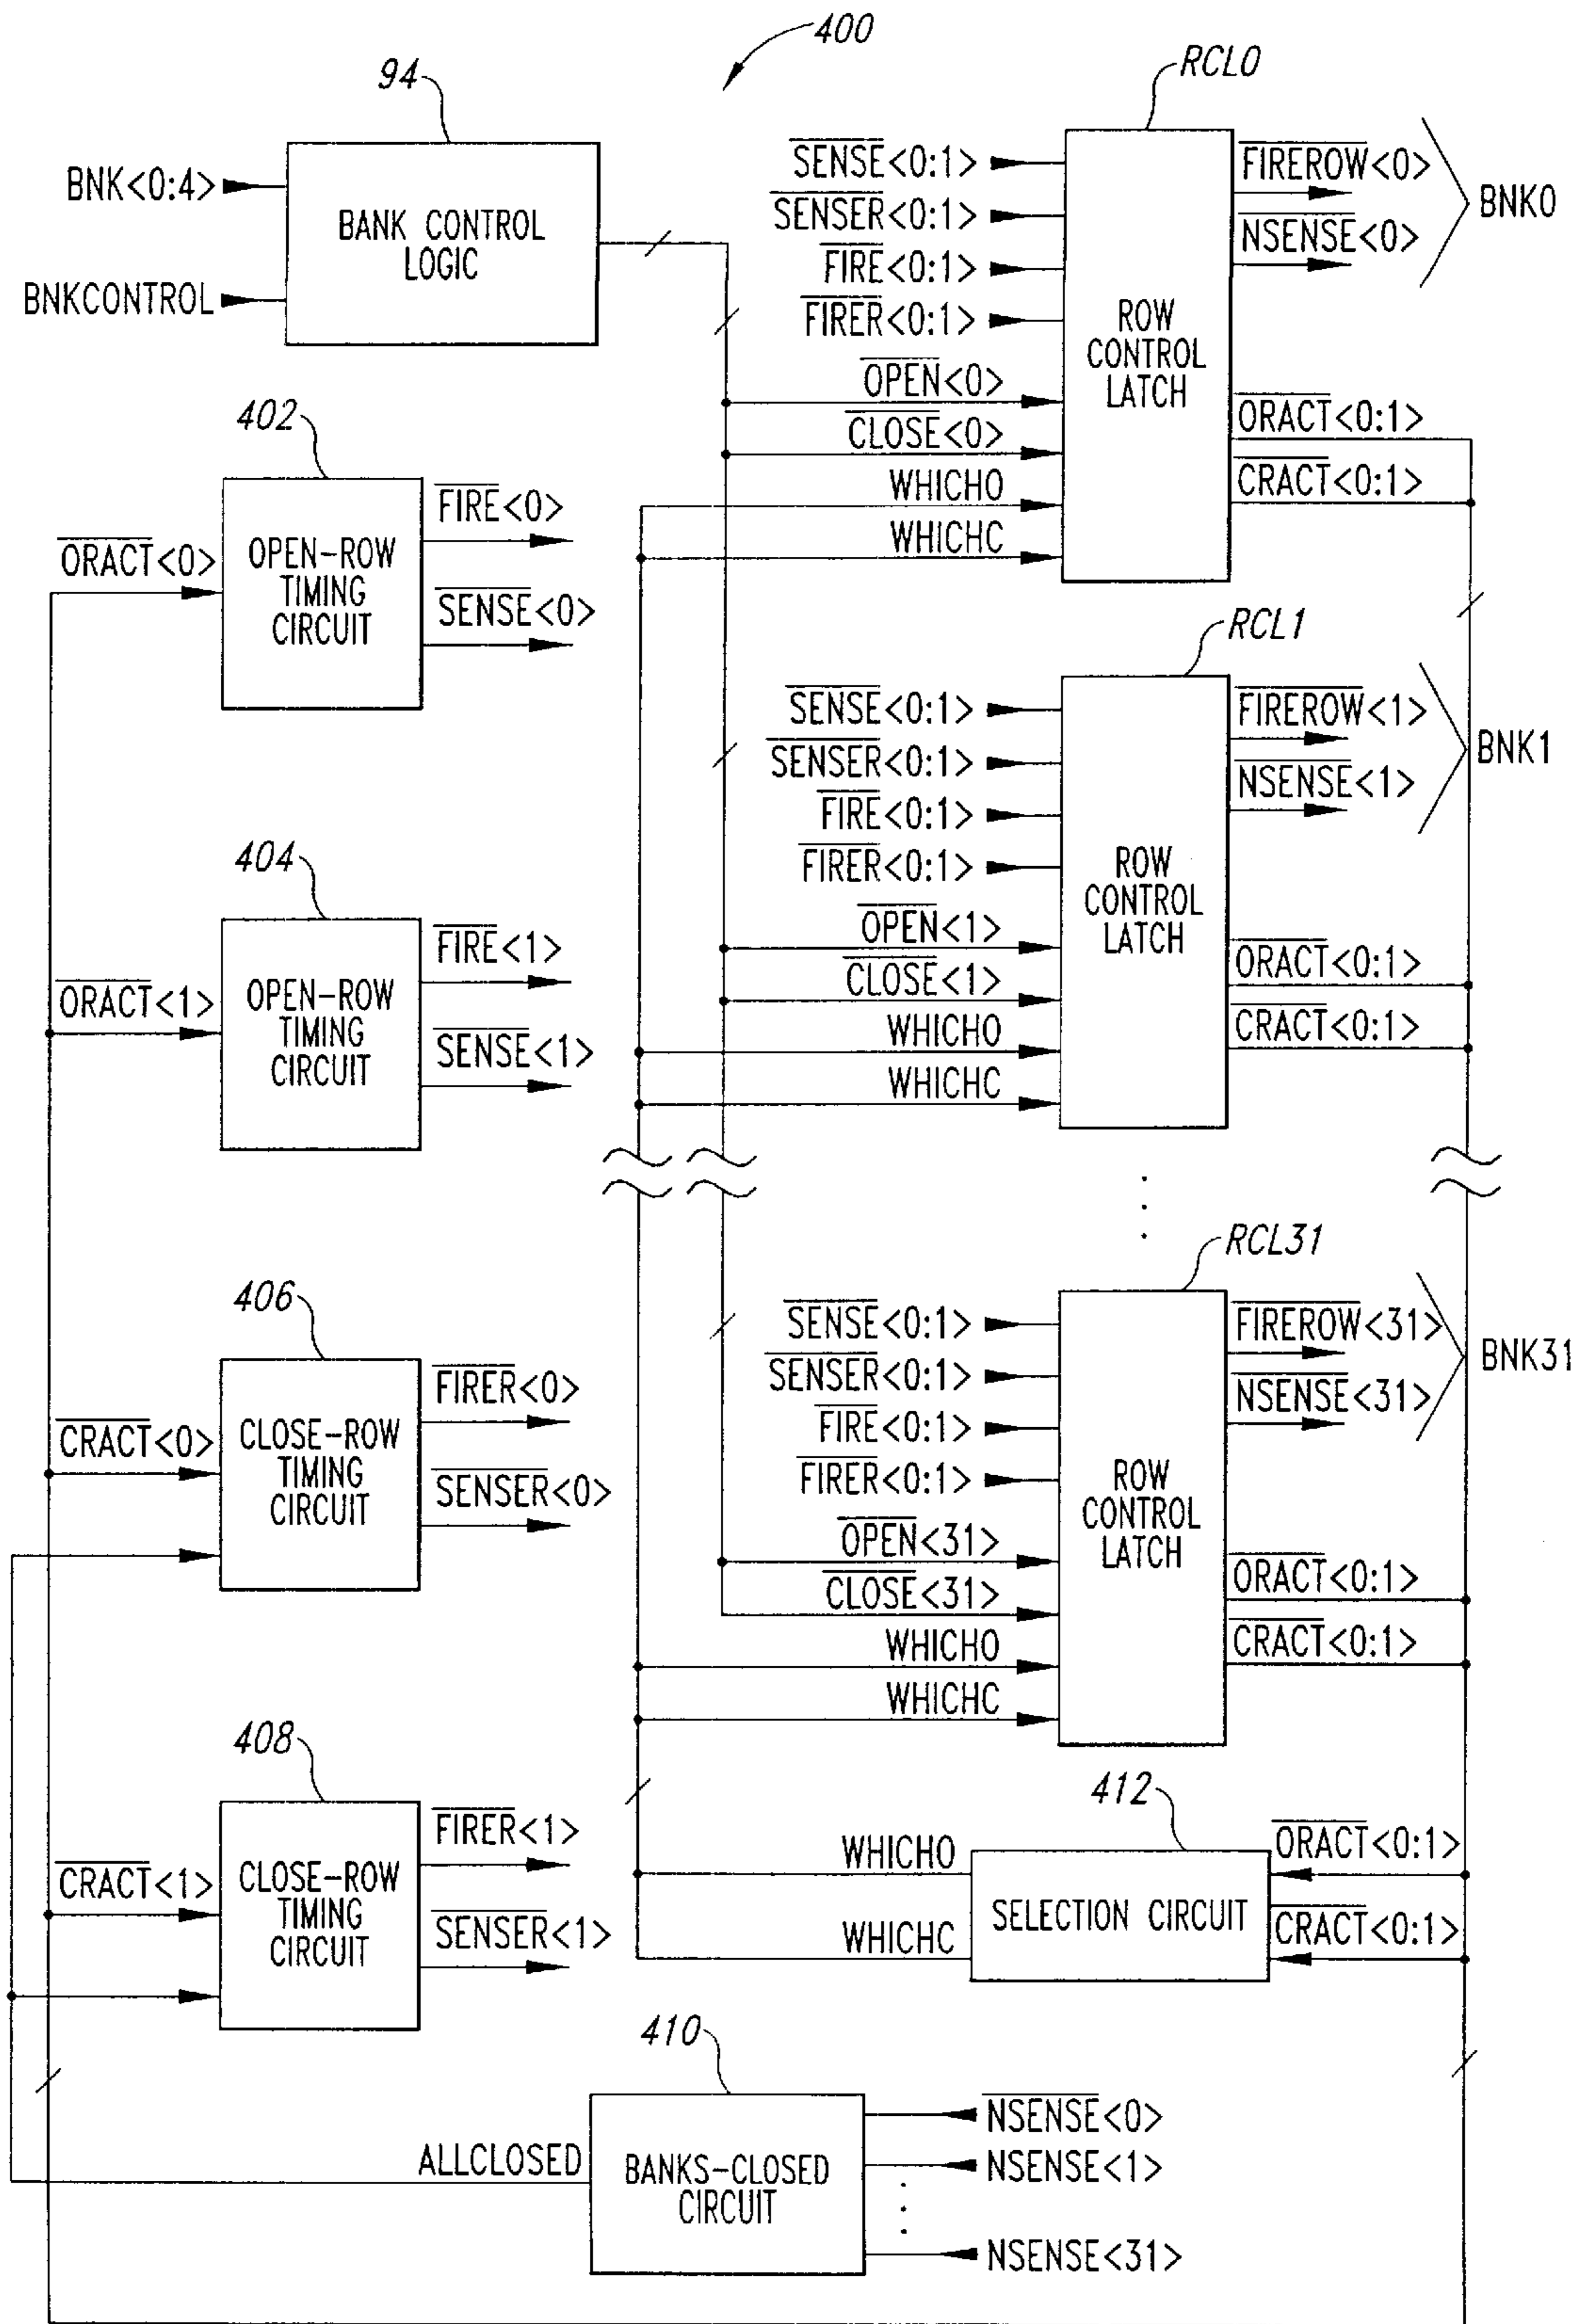 400
94
BNK<0:4>
BNKCONTROL
BANK CONTROL
LOGIC
RCL0
SENSE<0:1>
SENSER<0:1>
FIRE<0:1>
FIRER<0:1>
OPEN<0>
CLOSE<0>
WHICHO
WHICHC
ROW
CONTROL
LATCH
FIREROW<0>
NSENSE<0>
BNK0
ORACT<0:1>
CRACT<0:1>
402
ORACT<0>
OPEN-ROW
TIMING
CIRCUIT
FIRE<0>
SENSE<0>
RCL1
SENSE<0:1>
SENSER<0:1>
FIRE<0:1>
FIRER<0:1>
OPEN<1>
CLOSE<1>
WHICHO
WHICHC
ROW
CONTROL
LATCH
FIREROW<1>
NSENSE<1>
BNK1
ORACT<0:1>
CRACT<0:1>
404
ORACT<1>
OPEN-ROW
TIMING
CIRCUIT
FIRE<1>
SENSE<1>
RCL31
SENSE<0:1>
SENSER<0:1>
FIRE<0:1>
FIRER<0:1>
OPEN<31>
CLOSE<31>
WHICHO
WHICHC
ROW
CONTROL
LATCH
FIREROW<31>
NSENSE<31>
BNK31
ORACT<0:1>
CRACT<0:1>
406
CRACT<0>
CLOSE-ROW
TIMING
CIRCUIT
FIRER<0>
SENSER<0>
408
CRACT<1>
CLOSE-ROW
TIMING
CIRCUIT
FIRER<1>
SENSER<1>
412
WHICHO
WHICHC
SELECTION CIRCUIT
ORACT<0:1>
CRACT<0:1>
410
ALLCLOSED
BANKS-CLOSED
CIRCUIT
NSENSE<0>
NSENSE<1>
NSENSE<31>